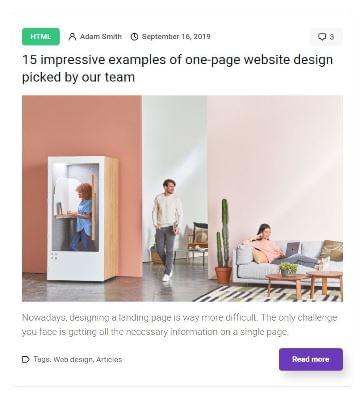 HTML Adam Smith September 16, 2019 3
15 impressive examples of one-page website design
picked by our team
Nowadays, designing a landing page is way more difficult. The only challenge
you face is getting all the necessary information on a single page.
Tags: Web design, Articles Read more